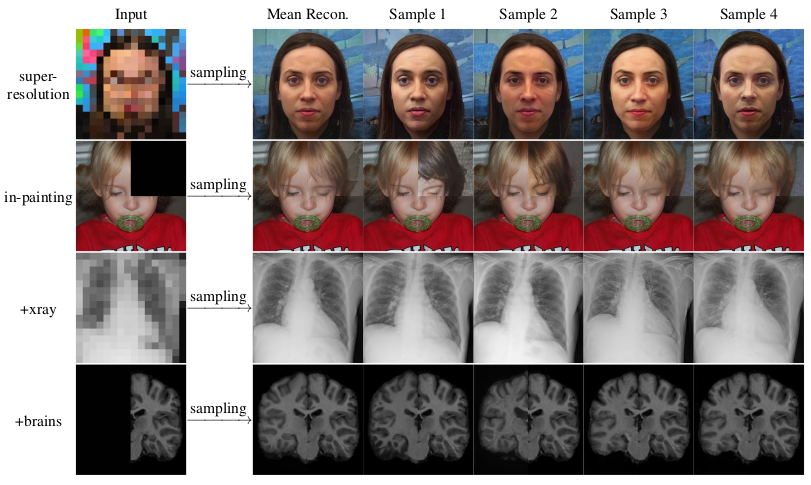 Input Mean Recon. Sample 1 Sample 2 Sample 3 Sample 4
super-
resolution
sampling
in-painting
sampling
+xray
sampling
+brains
sampling